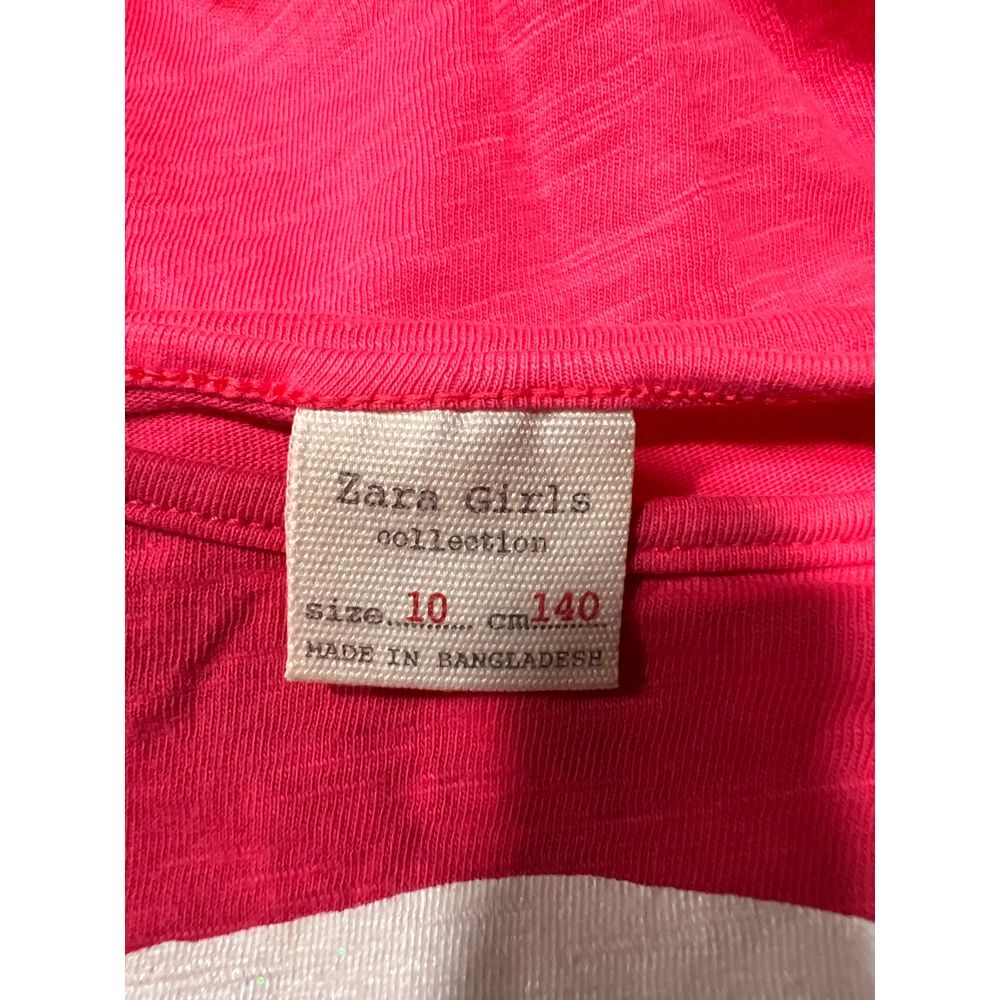 Zara Girls
collection
size..10.... cm.140.
MADE IN BANGLADESH